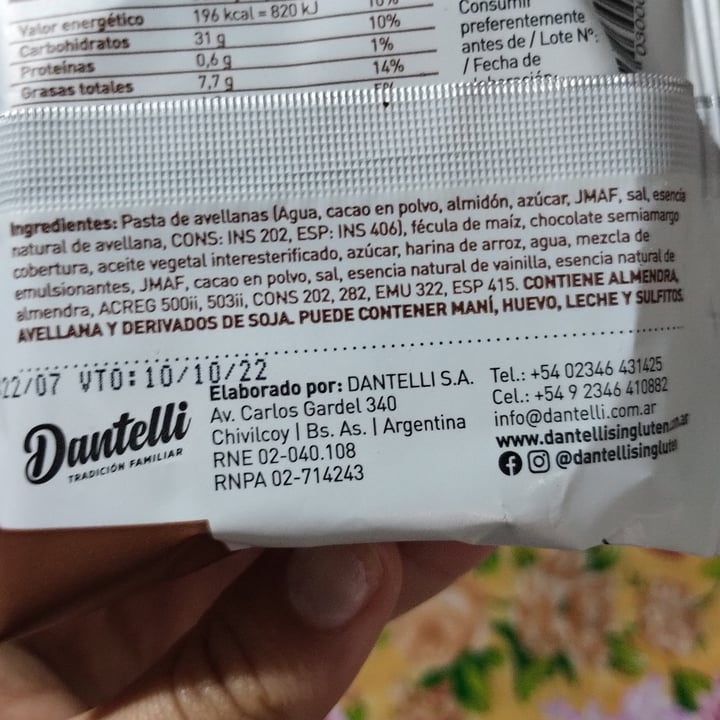 Valor energético 196 kcal = 820 kJ 10%
Carbohidratos 31 g 10%
Proteínas 0,6 g 1%
Grasas totales 7,7 g 14%
Consumir
preferentemente
antes de / Lote Nº:
/ Fecha de
Ingredientes: Pasta de avellanas (Agua, cacao en polvo, almidón, azúcar, JMAF, sal, esencia
natural de avellana, CONS: INS 202, ESP: INS 406), fécula de maíz, chocolate semiamargo
cobertura, aceite vegetal interesterificado, azúcar, harina de arroz, agua, mezcla de
emulsionantes, JMAF, cacao en polvo, sal, esencia natural de vainilla, esencia natural de
almendra, ACREG 500ii, 503ii, CONS 202, 282, EMU 322, ESP 415. CONTIENE ALMENDRA,
AVELLANA Y DERIVADOS DE SOJA. PUEDE CONTENER MANÍ, HUEVO, LECHE Y SULFITOS.
22/07 VTO: 10/10/22
Dantelli
TRADICIÓN FAMILIAR
Elaborado por: DANTELLI S.A.
Av. Carlos Gardel 340
Chivilcoy | Bs. As. | Argentina
RNE 02-040.108
RNPA 02-714243
Tel.: +54 02346 431425
Cel.: +54 9 2346 410882
info@dantelli.com.ar
www.dantellisingluten
@dantellisingluten